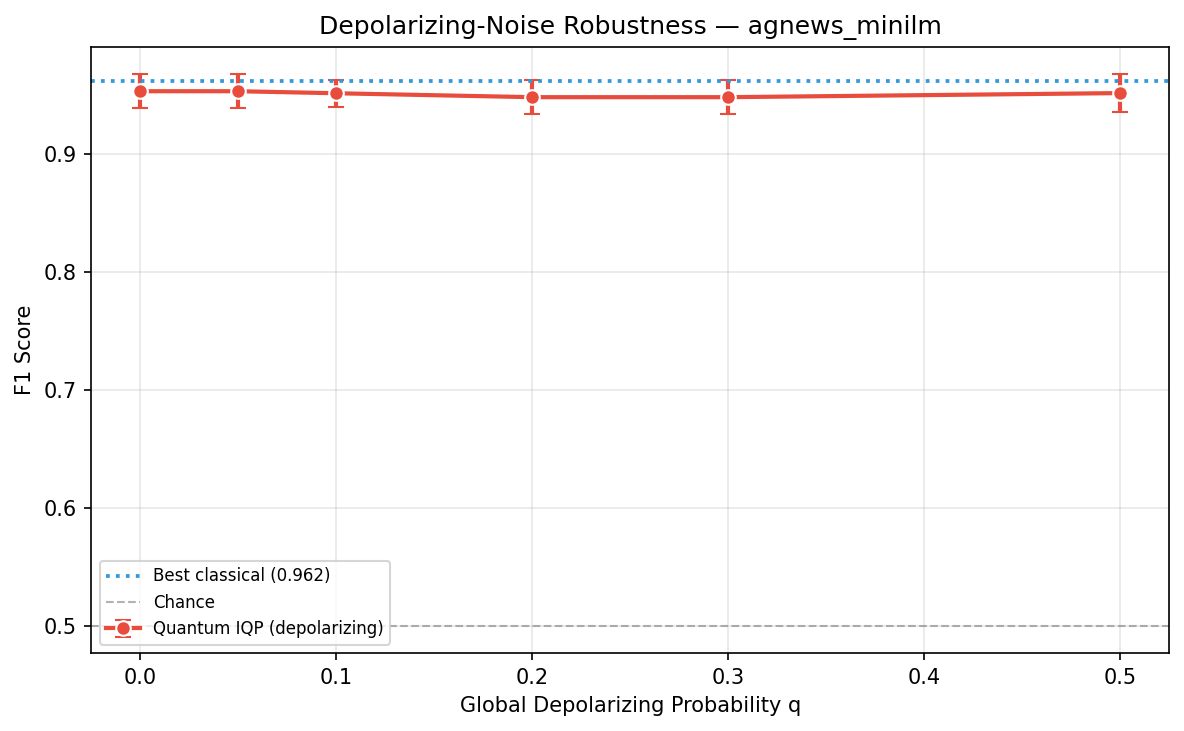 Depolarizing-Noise Robustness — agnews_minilm
F1 Score
0.9
0.8
0.7
0.6
0.5
Best classical (0.962)
Chance
Quantum IQP (depolarizing)
0.0 0.1 0.2 0.3 0.4 0.5
Global Depolarizing Probability q